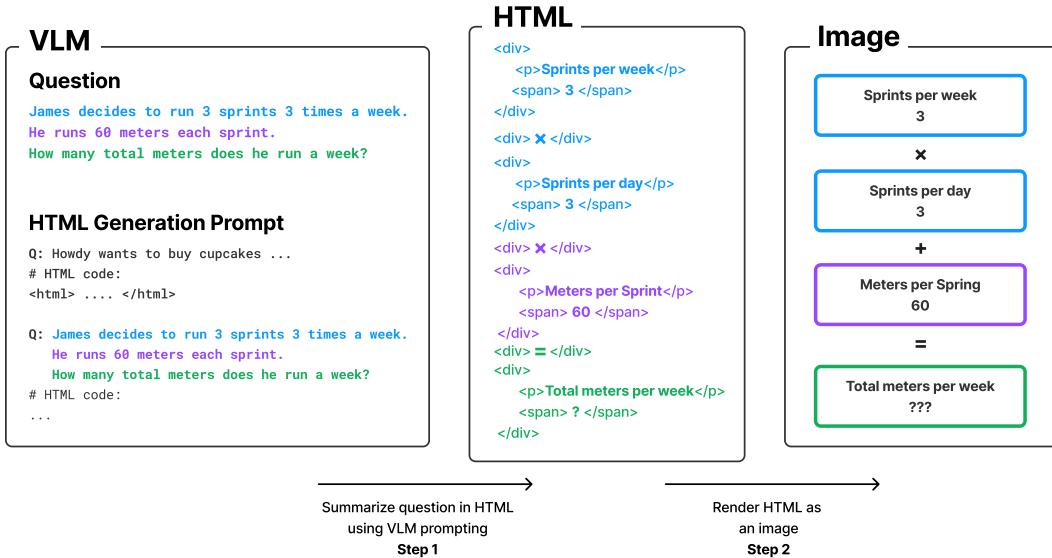 VLM
Question
James decides to run 3 sprints 3 times a week.
He runs 60 meters each sprint.
How many total meters does he run a week?
HTML Generation Prompt
Q: Howdy wants to buy cupcakes ...
# HTML code:
<html> .... </html>
Q: James decides to run 3 sprints 3 times a week.
He runs 60 meters each sprint.
How many total meters does he run a week?
# HTML code:
...
HTML
<div>
<p>Sprints per week</p>
<span> 3 </span>
</div>
<div> × </div>
<div>
<p>Sprints per day</p>
<span> 3 </span>
</div>
<div> × </div>
<div>
<p>Meters per Sprint</p>
<span> 60 </span>
</div>
<div> = </div>
<div>
<p>Total meters per week</p>
<span> ? </span>
</div>
Image
Sprints per week
3
×
Sprints per day
3
+
Meters per Spring
60
=
Total meters per week
???
Summarize question in HTML
using VLM prompting
Step 1
Render HTML as
an image
Step 2